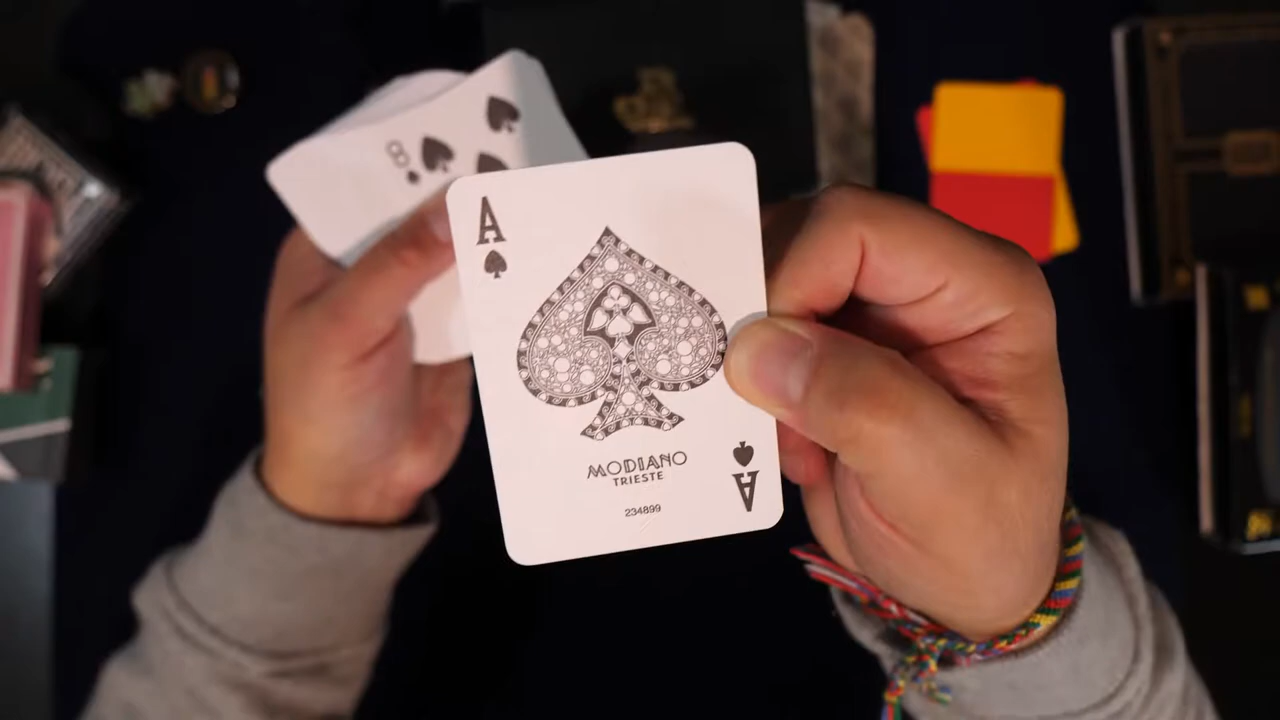 8
A
MODIANO
TRIESTE
234899
A